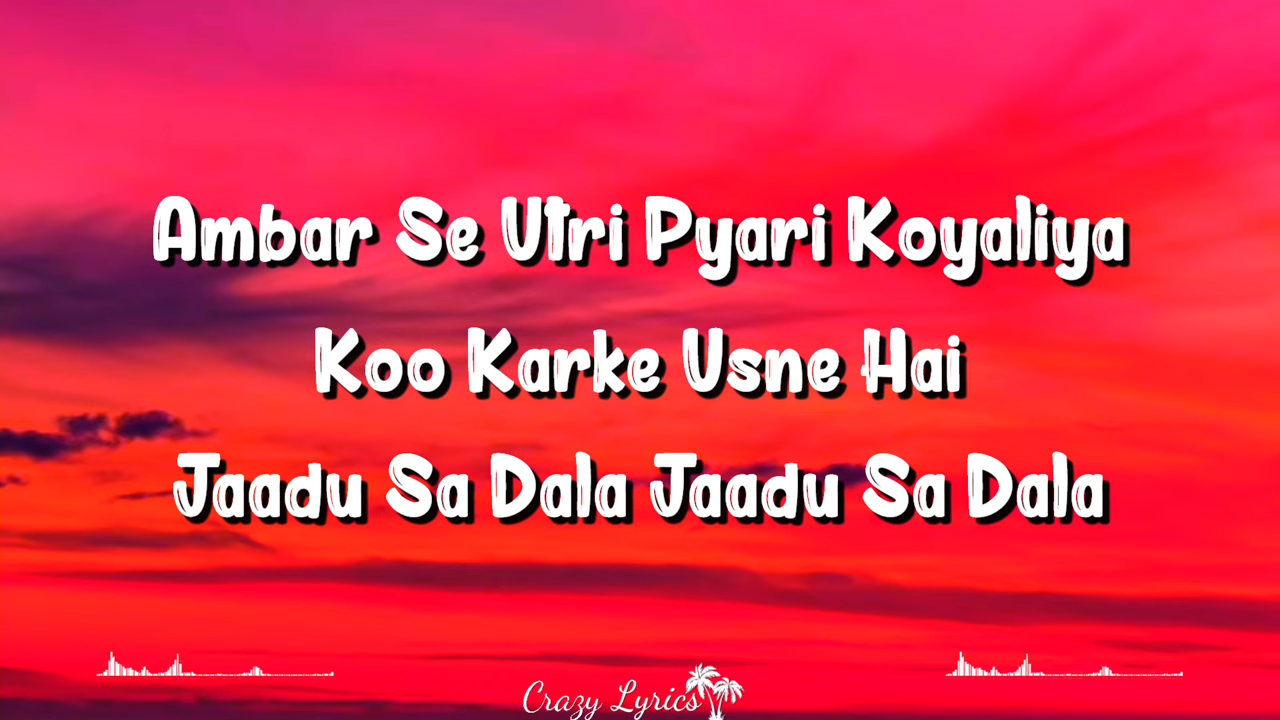 Ambar Se Utri Pyari Koyaliya
Koo Karke Usne Hai
Jaadu Sa Dala Jaadu Sa Dala
Crazy Lyrics